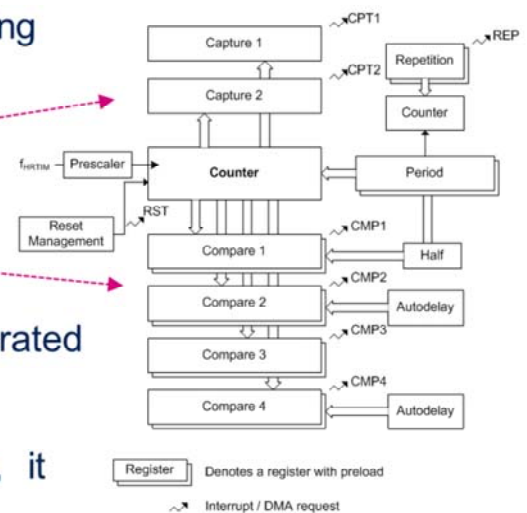 ng
rated
it
CPT1
Capture 1
REP
Repetition
CPT2
Capture 2
Counter
fHRTIM
Prescaler
Counter
Period
RST
Reset
Management
CMP1
Compare 1
Half
CMP2
Compare 2
Autodelay
CMP3
Compare 3
CMP4
Compare 4
Autodelay
Register Denotes a register with preload
Interrupt / DMA request